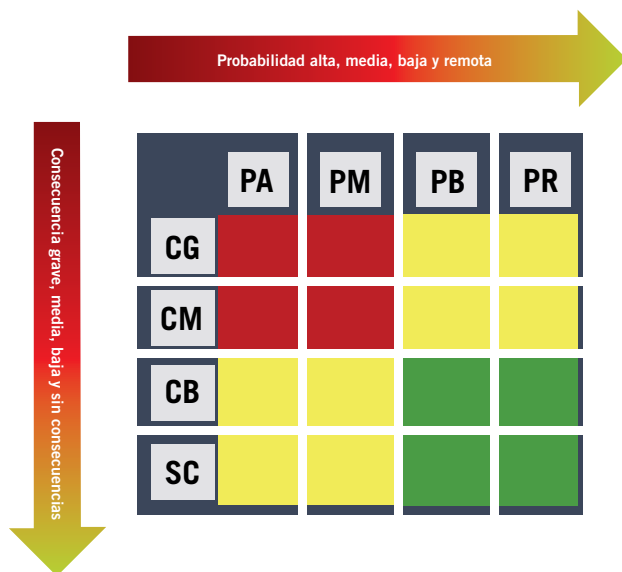 Probabilidad alta, media, baja y remota
Consecuencia grave, media, baja y sin consecuencias
PA PM PB PR
CG
CM
CB
SC